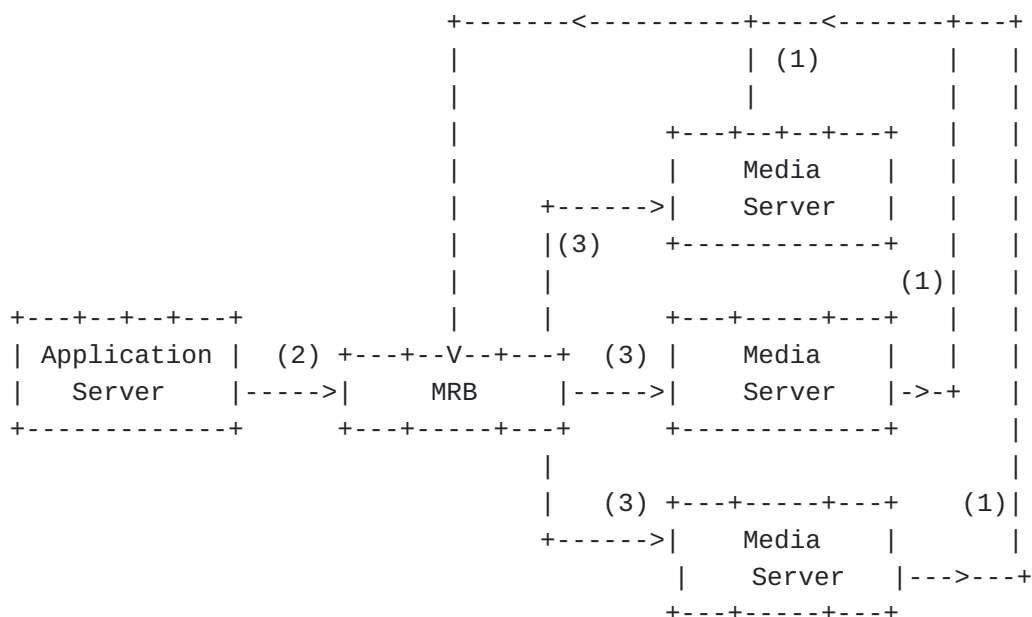 +-------<----------+----<-------+---+
                    |                  | (1)        |   |
                    |                  |            |   |
                    |             +---+--+--+---+   |   |
                    |             |    Media    |   |   |
                    |     +------>|    Server   |   |   |
                    |     |(3)    +-------------+   |   |
                    |     |                      (1)|   |
+---+--+--+---+     |     |       +---+-----+---+   |   |
| Application |  (2) +---+--V--+---+  (3) |    Media    |   |   |
|   Server    |----->|     MRB     |----->|    Server   |->-+   |
+-------------+      +---+-----+---+      +-------------+       |
                          |                             |
                          |   (3) +---+-----+---+    (1)|
                          +------>|    Media    |       |
                                  |    Server   |--->---+
                                  +---+-----+---+